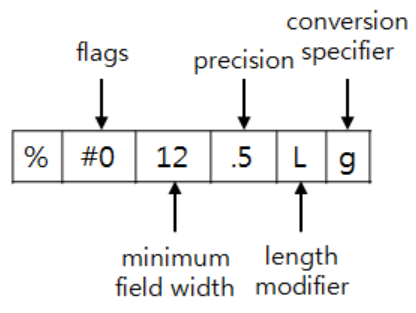 conversion
specifier
flags
precision
% #0 12 .5 L g
minimum
field width
length
modifier